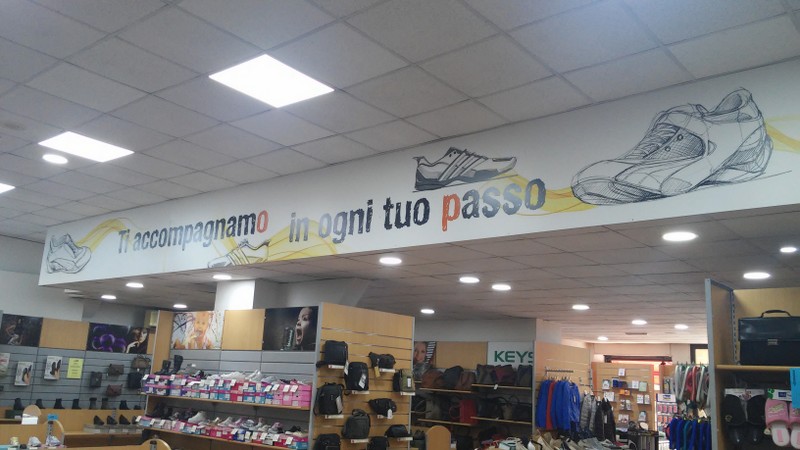 Ti accompagnamo in ogni tuo passo
KEYS